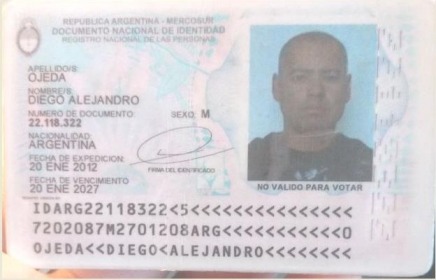 REPUBLICA ARGENTINA - MERCOSUR
DOCUMENTO NACIONAL DE IDENTIDAD
REGISTRO NACIONAL DE LAS PERSONAS
APELLIDO/S
OJEDA
NOMBRE/S
DIEGO ALEJANDRO
NUMERO DE DOCUMENTO
22.118.322
SEXO M
NACIONALIDAD
ARGENTINA
FECHA DE EXPEDICION
20 ENE 2012
FECHA DE VENCIMIENTO
20 ENE 2027
FIRMA DEL IDENTIFICADO
NO VALIDO PARA VOTAR
IDARG22118322<5<<<<<<<<<<<<<<<
7202087M2701208ARG<<<<<<<<<<<0
OJEDA<<DIEGO<ALEJANDRO<<<<<<<<